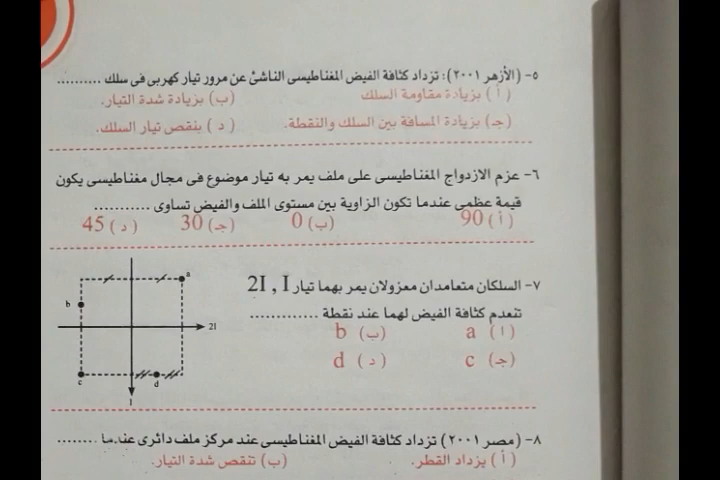 ٥- (الأزهر ٢٠٠١): تزداد كثافة الفيض المغناطيسى الناشئ عن مرور تيار كهربى فى سلك ..........
( أ ) بزيادة مقاومة السلك (ب) بزيادة شدة التيار.
(جـ) بزيادة المسافة بين السلك والنقطة. ( د ) بنقص تيار السلك.
٦- عزم الازدواج المغناطيسى على ملف يمر به تيار موضوع فى مجال مغناطيسى يكون
قيمة عظمى عندما تكون الزاوية بين مستوى الملف والفيض تساوى ...........
( أ ) 90 (ب) 0 (جـ) 30 ( د ) 45
٧- السلكان متعامدان معزولان يمر بهما تيار 2I , I
تنعدم كثافة الفيض لهما عند نقطة .............
( ا ) a (ب) b
(جـ) c ( د ) d
a
b
2I
c
d
I
٨- (مصر ٢٠٠١) تزداد كثافة الفيض المغناطيسى عند مركز ملف دائرى عندما ........
( أ ) يزداد القطر. (ب) تنقص شدة التيار.